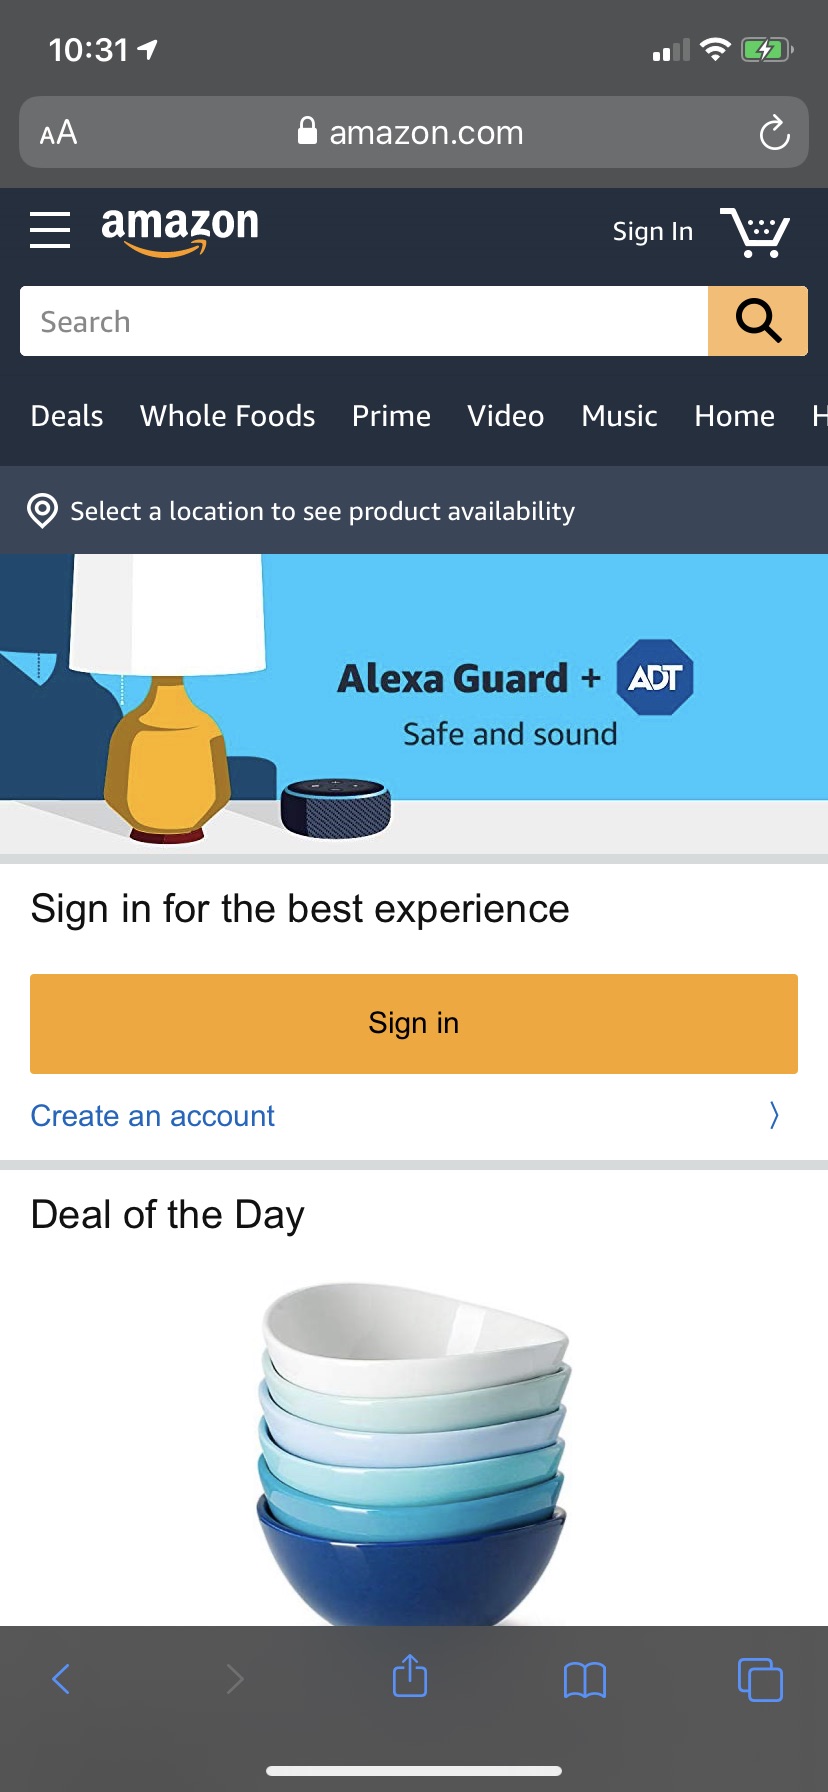 10:31
AA amazon.com
amazon Sign In
Search
Deals Whole Foods Prime Video Music Home H
Select a location to see product availability
Alexa Guard + ADT
Safe and sound
Sign in for the best experience
Sign in
Create an account
Deal of the Day